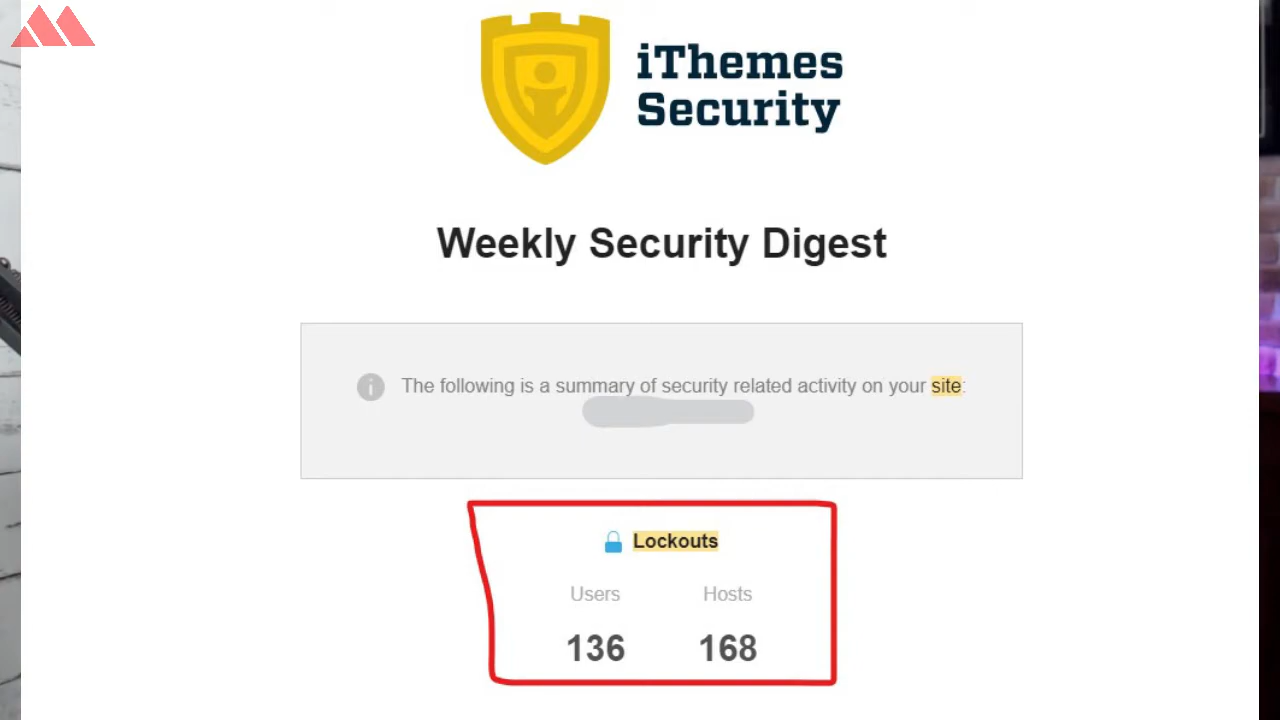 iThemes
Security
Weekly Security Digest
The following is a summary of security related activity on your site:
Lockouts
Users Hosts
136 168